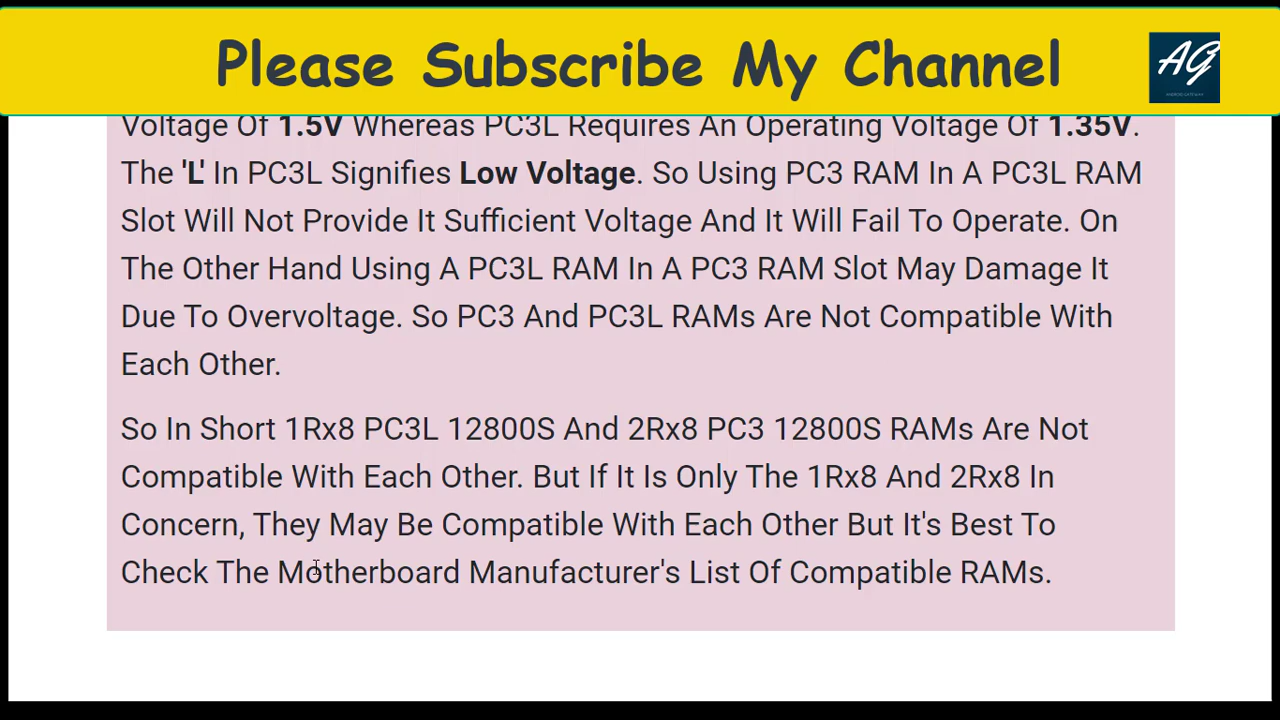 Please Subscribe My Channel
AG
Voltage Of 1.5V Whereas PC3L Requires An Operating Voltage Of 1.35V.
The 'L' In PC3L Signifies Low Voltage. So Using PC3 RAM In A PC3L RAM
Slot Will Not Provide It Sufficient Voltage And It Will Fail To Operate. On
The Other Hand Using A PC3L RAM In A PC3 RAM Slot May Damage It
Due To Overvoltage. So PC3 And PC3L RAMs Are Not Compatible With
Each Other.
So In Short 1Rx8 PC3L 12800S And 2Rx8 PC3 12800S RAMs Are Not
Compatible With Each Other. But If It Is Only The 1Rx8 And 2Rx8 In
Concern, They May Be Compatible With Each Other But It's Best To
Check The Motherboard Manufacturer's List Of Compatible RAMs.